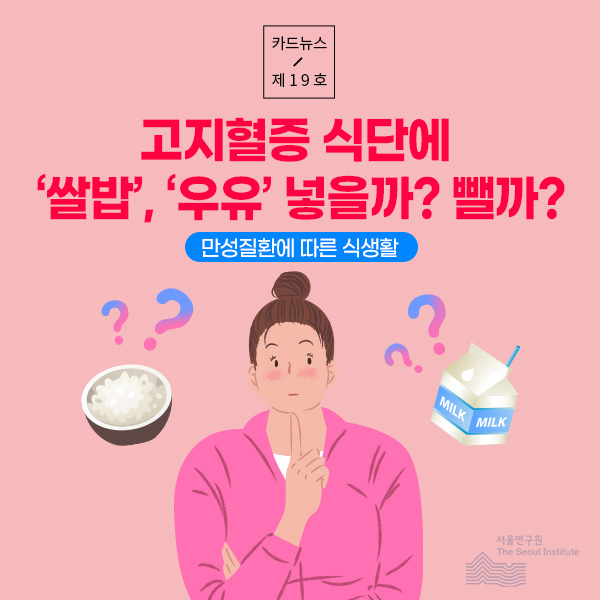 카드뉴스
제19호
고지혈증 식단에
‘쌀밥’, ‘우유’ 넣을까? 뺄까?
만성질환에 따른 식생활
MILK
MILK
서울연구원
The Seoul Institute